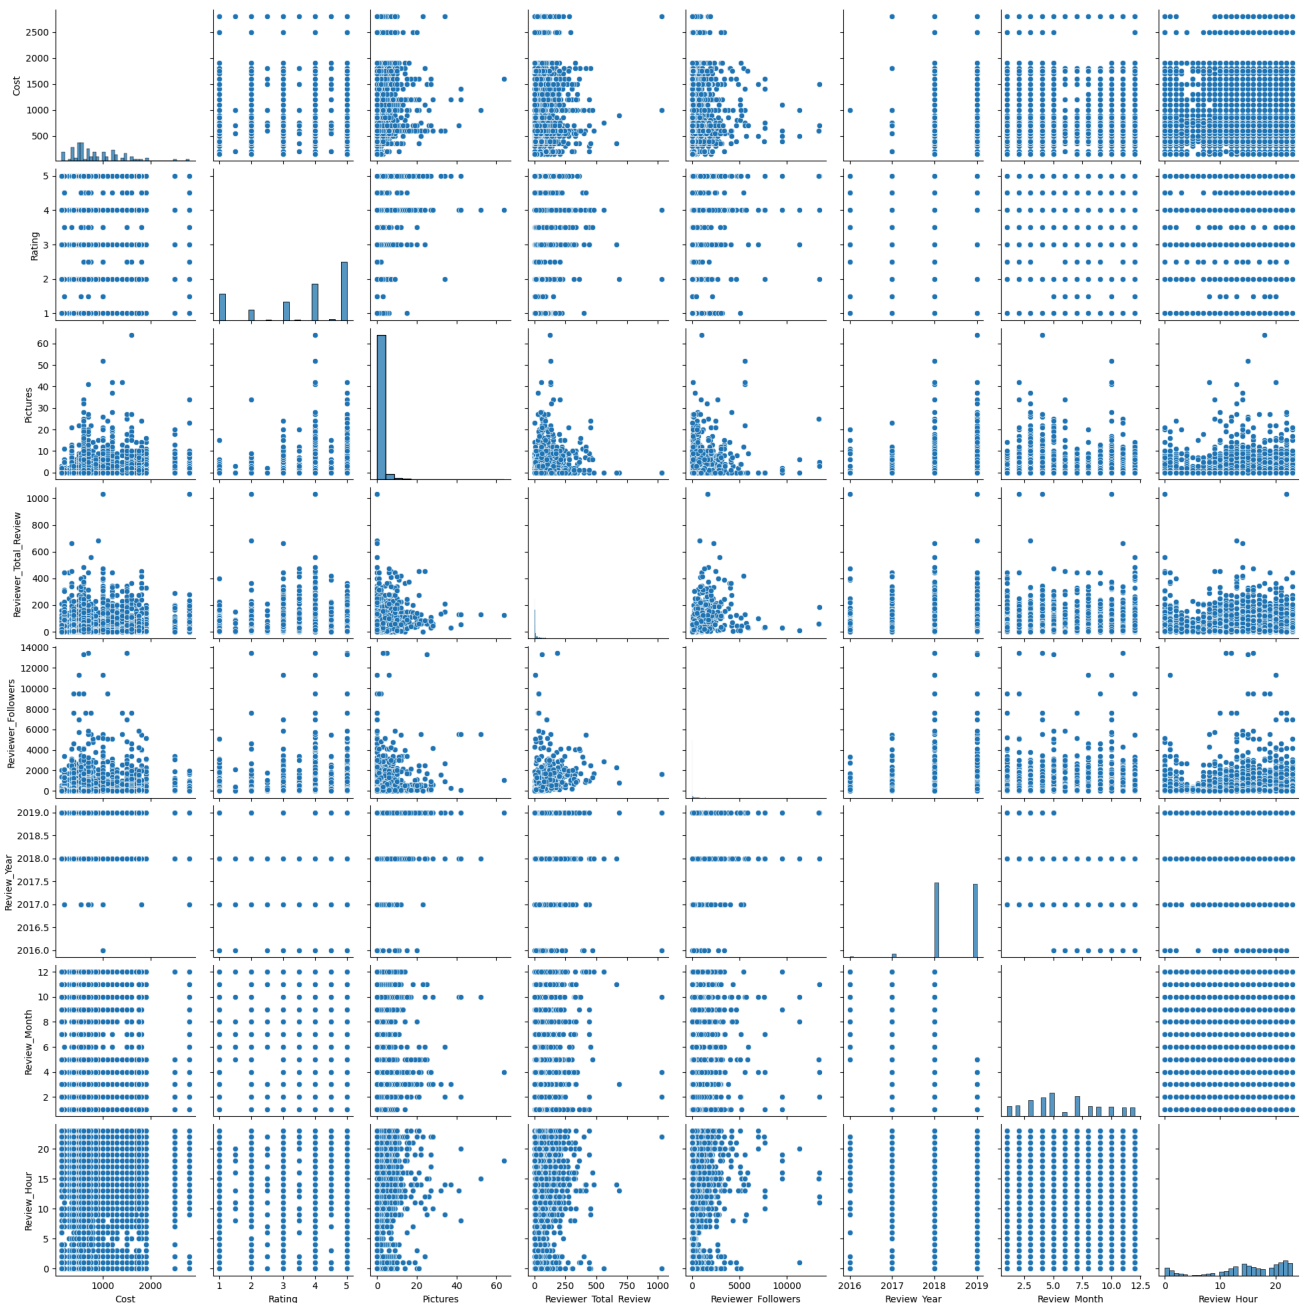 2500
2000
1500
1000
500
Cost
5
4
3
2
1
Rating
60
50
40
30
20
10
0
Pictures
1000
800
600
400
200
0
Reviewer_Total_Review
14000
12000
10000
8000
6000
4000
2000
0
Reviewer_Followers
2019.0
2018.5
2018.0
2017.5
2017.0
2016.5
2016.0
Review_Year
12
10
8
6
4
2
Review_Month
20
15
10
5
0
Review_Hour
1000 2000
Cost
1 2 3 4 5
Rating
0 20 40 60
Pictures
0 250 500 750 1000
Reviewer_Total_Review
0 5000 10000
Reviewer_Followers
2016 2017 2018 2019
Review_Year
2.5 5.0 7.5 10.0 12.5
Review_Month
0 10 20
Review_Hour